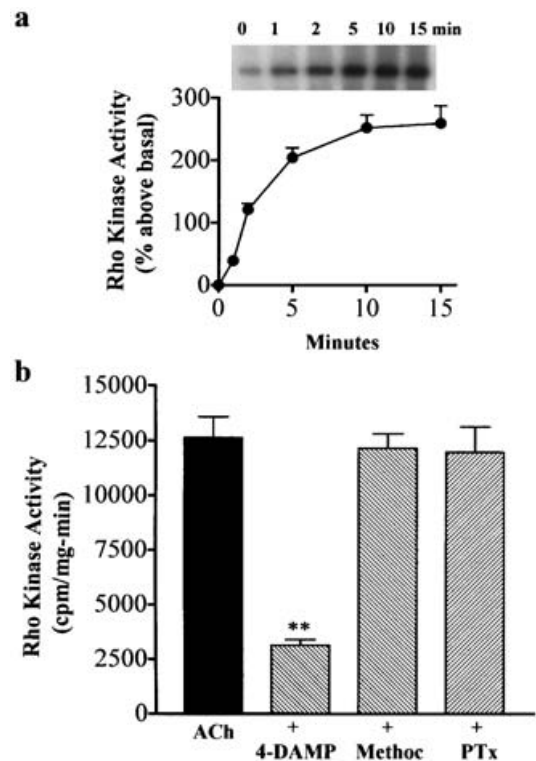 a
0 1 2 5 10 15 min
300
200
100
0
Rho Kinase Activity
(% above basal)
0 5 10 15
Minutes
b
15000
12500
10000
7500
5000
2500
0
Rho Kinase Activity
(cpm/mg-min)
**
ACh + + +
4-DAMP Methoc PTx